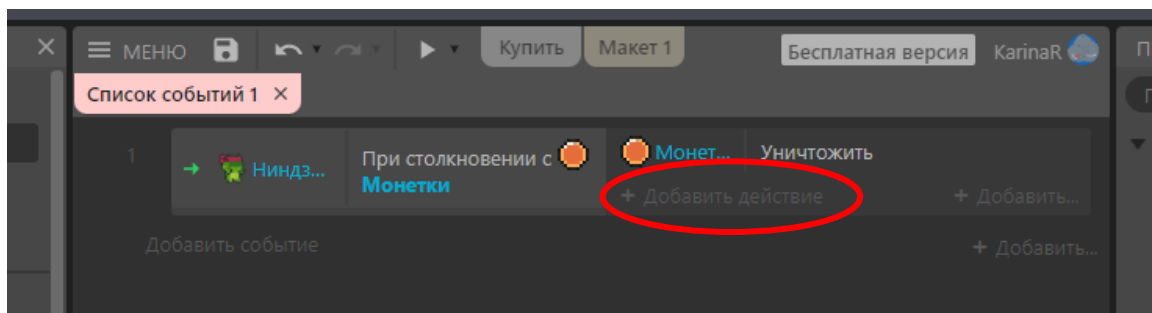 МЕНЮ
Купить
Макет 1
Бесплатная версия
KarinaR
П
Список событий 1
1
Ниндз...
При столкновении с
Монетки
Монет...
Уничтожить
+ Добавить действие
+ Добавить...
Добавить событие
+ Добавить...